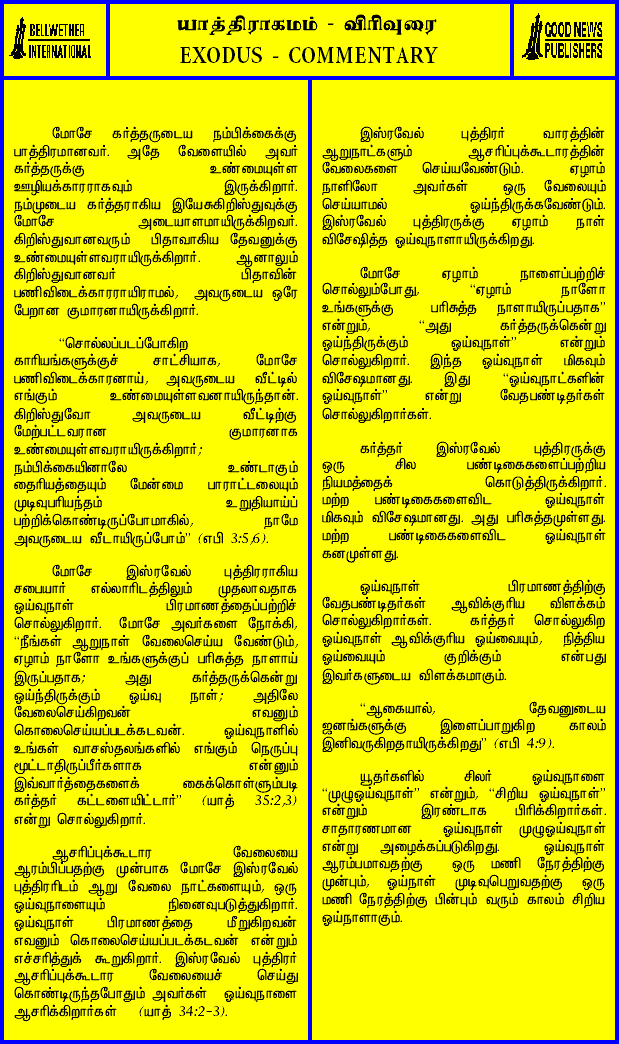 BELLWETHER
INTERNATIONAL
யாத்திராகமம் - விரிவுரை
EXODUS - COMMENTARY
GOOD NEWS
PUBLISHERS
மோசே கர்த்தருடைய நம்பிக்கைக்கு
பாத்திரமானவர். அதே வேளையில் அவர்
கர்த்தருக்கு உண்மையுள்ள
ஊழியக்காரராகவும் இருக்கிறார்.
நம்முடைய கர்த்தராகிய இயேசுகிறிஸ்துவுக்கு
மோசே அடையாளமாயிருக்கிறவர்.
கிறிஸ்துவானவரும் பிதாவாகிய தேவனுக்கு
உண்மையுள்ளவராயிருக்கிறார். ஆனாலும்
கிறிஸ்துவானவர் பிதாவின்
பணிவிடைக்காரராயிராமல், அவருடைய ஒரே
பேறான குமாரனாயிருக்கிறார்.
“சொல்லப்படப்போகிற
காரியங்களுக்குச் சாட்சியாக, மோசே
பணிவிடைக்காரனாய், அவருடைய வீட்டில்
எங்கும் உண்மையுள்ளவனாயிருந்தான்.
கிறிஸ்துவோ அவருடைய வீட்டிற்கு
மேற்பட்டவரான குமாரனாக
உண்மையுள்ளவராயிருக்கிறார்;
நம்பிக்கையினாலே உண்டாகும்
தைரியத்தையும் மேன்மை பாராட்டலையும்
முடிவுபரியந்தம் உறுதியாய்ப்
பற்றிக்கொண்டிருப்போமாகில், நாமே
அவருடைய வீடாயிருப்போம்” (எபி 3:5,6).
மோசே இஸ்ரவேல் புத்திரராகிய
சபையார் எல்லாரிடத்திலும் முதலாவதாக
ஓய்வுநாள் பிரமாணத்தைப்பற்றிச்
சொல்லுகிறார். மோசே அவர்களை நோக்கி,
“நீங்கள் ஆறுநாள் வேலைசெய்ய வேண்டும்,
ஏழாம் நாளோ உங்களுக்குப் பரிசுத்த நாளாய்
இருப்பதாக; அது கர்த்தருக்கென்று
ஓய்ந்திருக்கும் ஓய்வு நாள்; அதிலே
வேலைசெய்கிறவன் எவனும்
கொலைசெய்யப்படக்கடவன். ஓய்வுநாளில்
உங்கள் வாசஸ்தலங்களில் எங்கும் நெருப்பு
மூட்டாதிருப்பீர்களாக என்னும்
இவ்வார்த்தைகளைக் கைக்கொள்ளும்படி
கர்த்தர் கட்டளையிட்டார்” (யாத் 35:2,3)
என்று சொல்லுகிறார்.
ஆசரிப்புக்கூடார வேலையை
ஆரம்பிப்பதற்கு முன்பாக மோசே இஸ்ரவேல்
புத்திரரிடம் ஆறு வேலை நாட்களையும், ஒரு
ஓய்வுநாளையும் நினைவுபடுத்துகிறார்.
ஓய்வுநாள் பிரமாணத்தை மீறுகிறவன்
எவனும் கொலைசெய்யப்படக்கடவன் என்றும்
எச்சரித்துக் கூறுகிறார். இஸ்ரவேல் புத்திரர்
ஆசரிப்புக்கூடார வேலையைச் செய்து
கொண்டிருந்தபோதும் அவர்கள் ஓய்வுநாளை
ஆசரிக்கிறார்கள் (யாத் 34:2-3).
இஸ்ரவேல் புத்திரர் வாரத்தின்
ஆறுநாட்களும் ஆசரிப்புக்கூடாரத்தின்
வேலைகளை செய்யவேண்டும். ஏழாம்
நாளிலோ அவர்கள் ஒரு வேலையும்
செய்யாமல் ஓய்ந்திருக்கவேண்டும்.
இஸ்ரவேல் புத்திரருக்கு ஏழாம் நாள்
விசேஷித்த ஓய்வுநாளாயிருக்கிறது.
மோசே ஏழாம் நாளைப்பற்றிச்
சொல்லும்போது, “ஏழாம் நாளோ
உங்களுக்கு பரிசுத்த நாளாயிருப்பதாக”
என்றும், “அது கர்த்தருக்கென்று
ஓய்ந்திருக்கும் ஓய்வுநாள்” என்றும்
சொல்லுகிறார். இந்த ஓய்வுநாள் மிகவும்
விசேஷமானது. இது “ஓய்வுநாட்களின்
ஓய்வுநாள்” என்று வேதபண்டிதர்கள்
சொல்லுகிறார்கள்.
கர்த்தர் இஸ்ரவேல் புத்திரருக்கு
ஒரு சில பண்டிகைகளைப்பற்றிய
நியமத்தைக் கொடுத்திருக்கிறார்.
மற்ற பண்டிகைகளைவிட ஓய்வுநாள்
மிகவும் விசேஷமானது. அது பரிசுத்தமுள்ளது.
மற்ற பண்டிகைகளைவிட ஓய்வுநாள்
கனமுள்ளது.
ஓய்வுநாள் பிரமாணத்திற்கு
வேதபண்டிதர்கள் ஆவிக்குரிய விளக்கம்
சொல்லுகிறார்கள். கர்த்தர் சொல்லுகிற
ஓய்வுநாள் ஆவிக்குரிய ஓய்வையும், நித்திய
ஓய்வையும் குறிக்கும் என்பது
இவர்களுடைய விளக்கமாகும்.
“ஆகையால், தேவனுடைய
ஜனங்களுக்கு இளைப்பாறுகிற காலம்
இனிவருகிறதாயிருக்கிறது” (எபி 4:9).
யூதர்களில் சிலர் ஓய்வுநாளை
“முழுஓய்வுநாள்” என்றும், “சிறிய ஓய்வுநாள்”
என்றும் இரண்டாக பிரிக்கிறார்கள்.
சாதாரணமான ஓய்வுநாள் முழுஓய்வுநாள்
என்று அழைக்கப்படுகிறது. ஓய்வுநாள்
ஆரம்பமாவதற்கு ஒரு மணி நேரத்திற்கு
முன்பும், ஓய்நாள் முடிவுபெறுவதற்கு ஒரு
மணி நேரத்திற்கு பின்பும் வரும் காலம் சிறிய
ஓய்நாளாகும்.